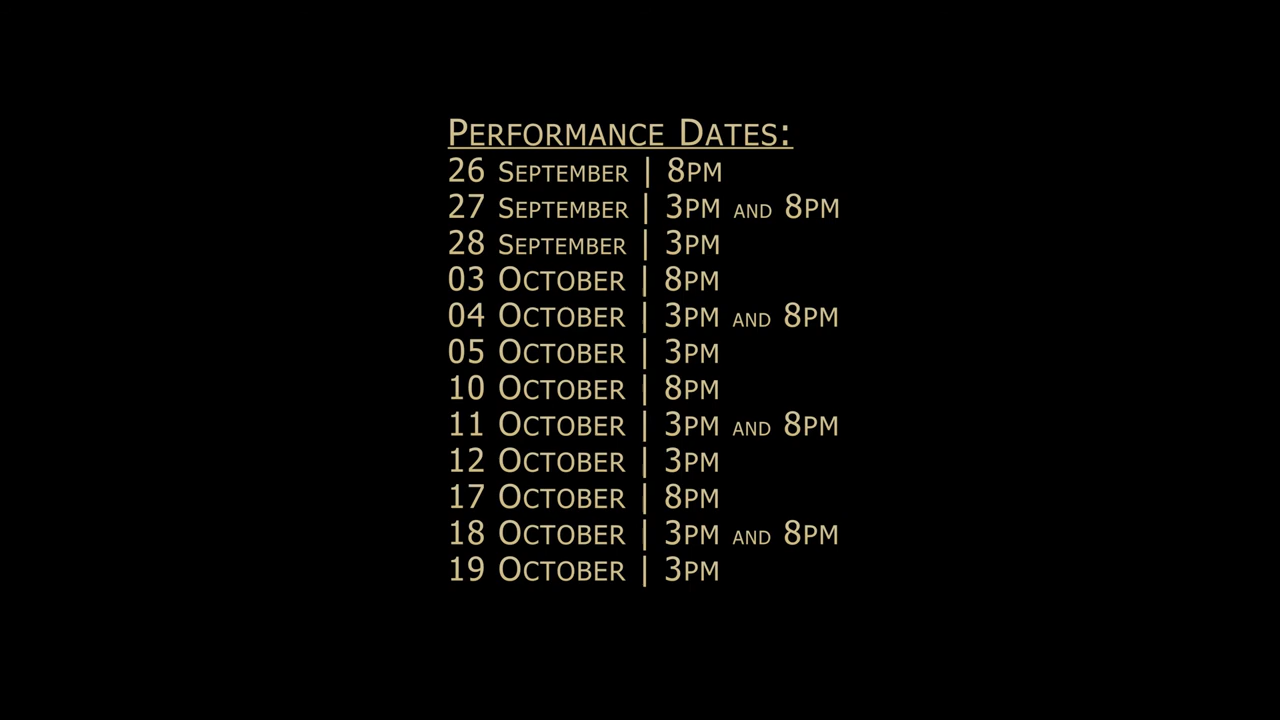 Performance Dates:
26 September | 8pm
27 September | 3pm and 8pm
28 September | 3pm
03 October | 8pm
04 October | 3pm and 8pm
05 October | 3pm
10 October | 8pm
11 October | 3pm and 8pm
12 October | 3pm
17 October | 8pm
18 October | 3pm and 8pm
19 October | 3pm